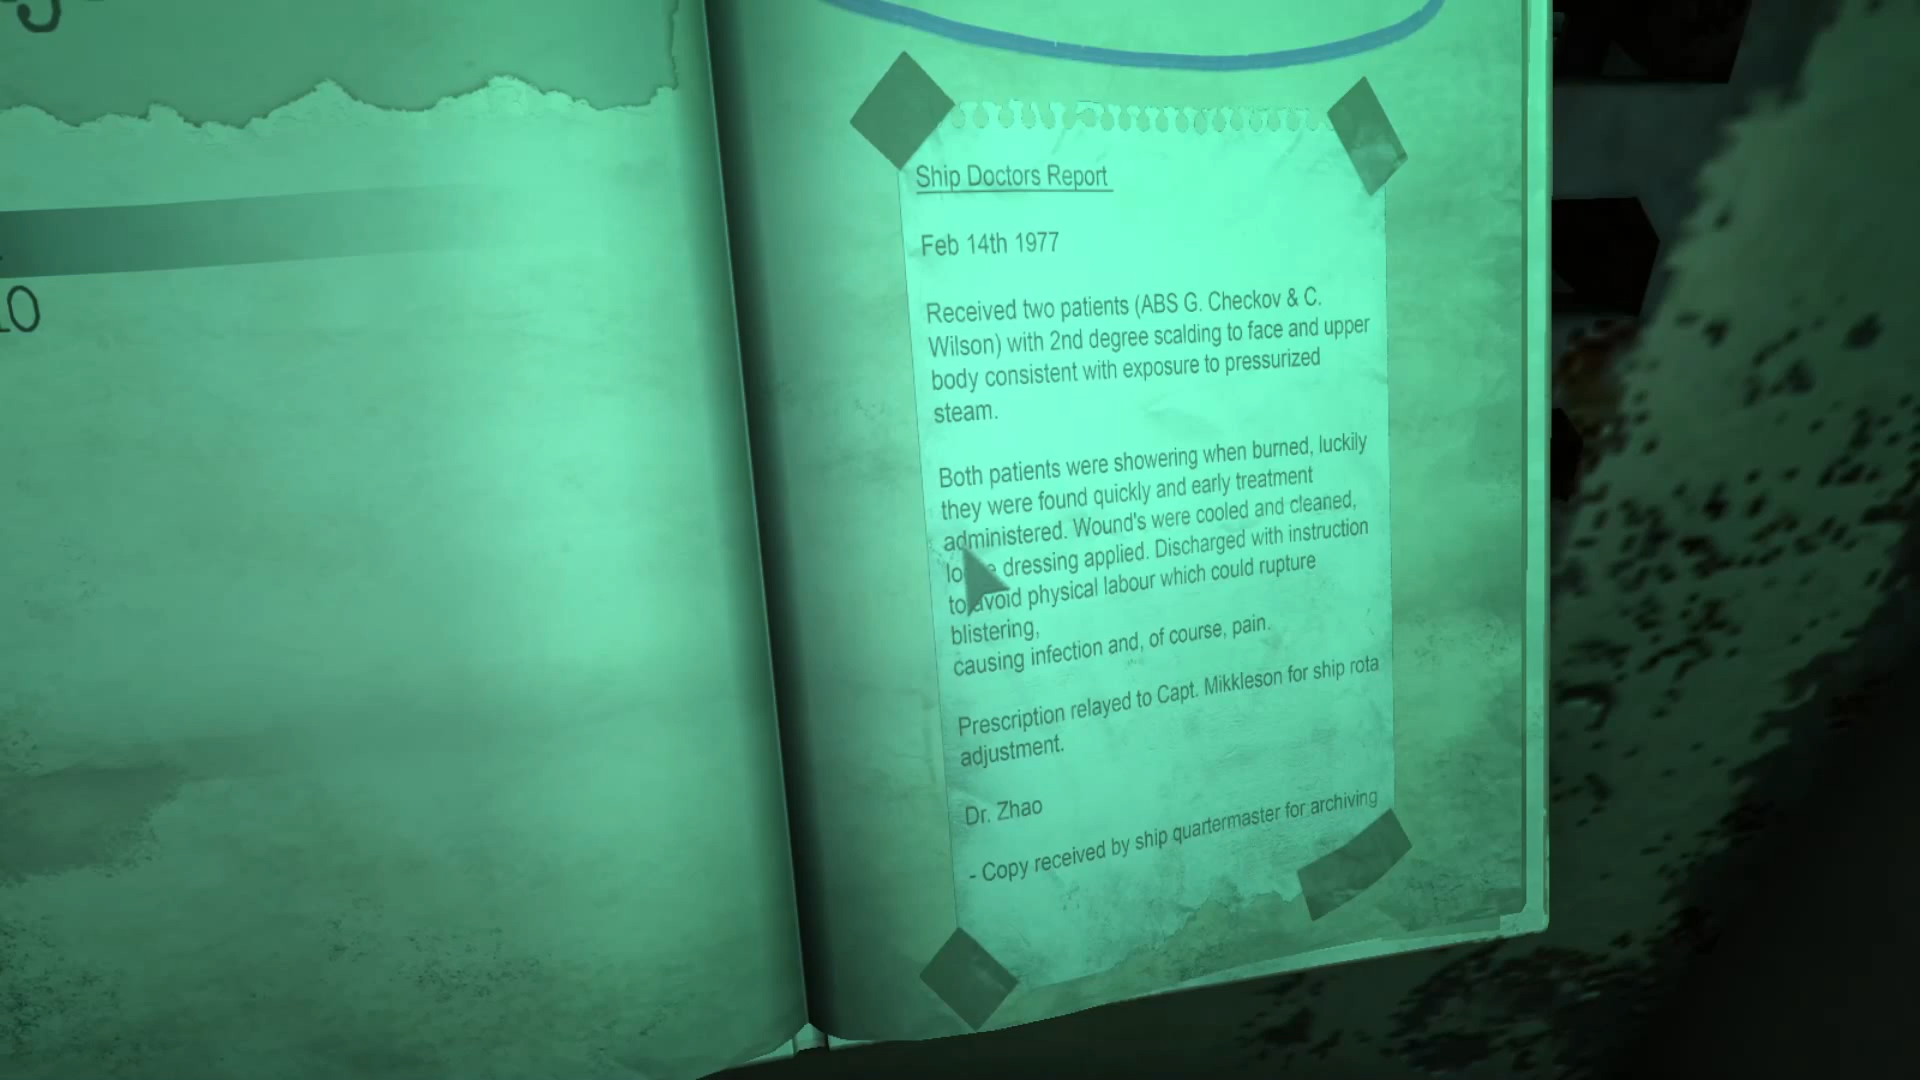 Ship Doctors Report
Feb 14th 1977
Received two patients (ABS G. Checkov & C.
Wilson) with 2nd degree scalding to face and upper
body consistent with exposure to pressurized
steam.
Both patients were showering when burned, luckily
they were found quickly and early treatment
administered. Wound's were cooled and cleaned,
dressing applied. Discharged with instruction
to avoid physical labour which could rupture
blistering,
causing infection and, of course, pain.
Prescription relayed to Capt. Mikkleson for ship rota
adjustment.
Dr. Zhao
- Copy received by ship quartermaster for archiving